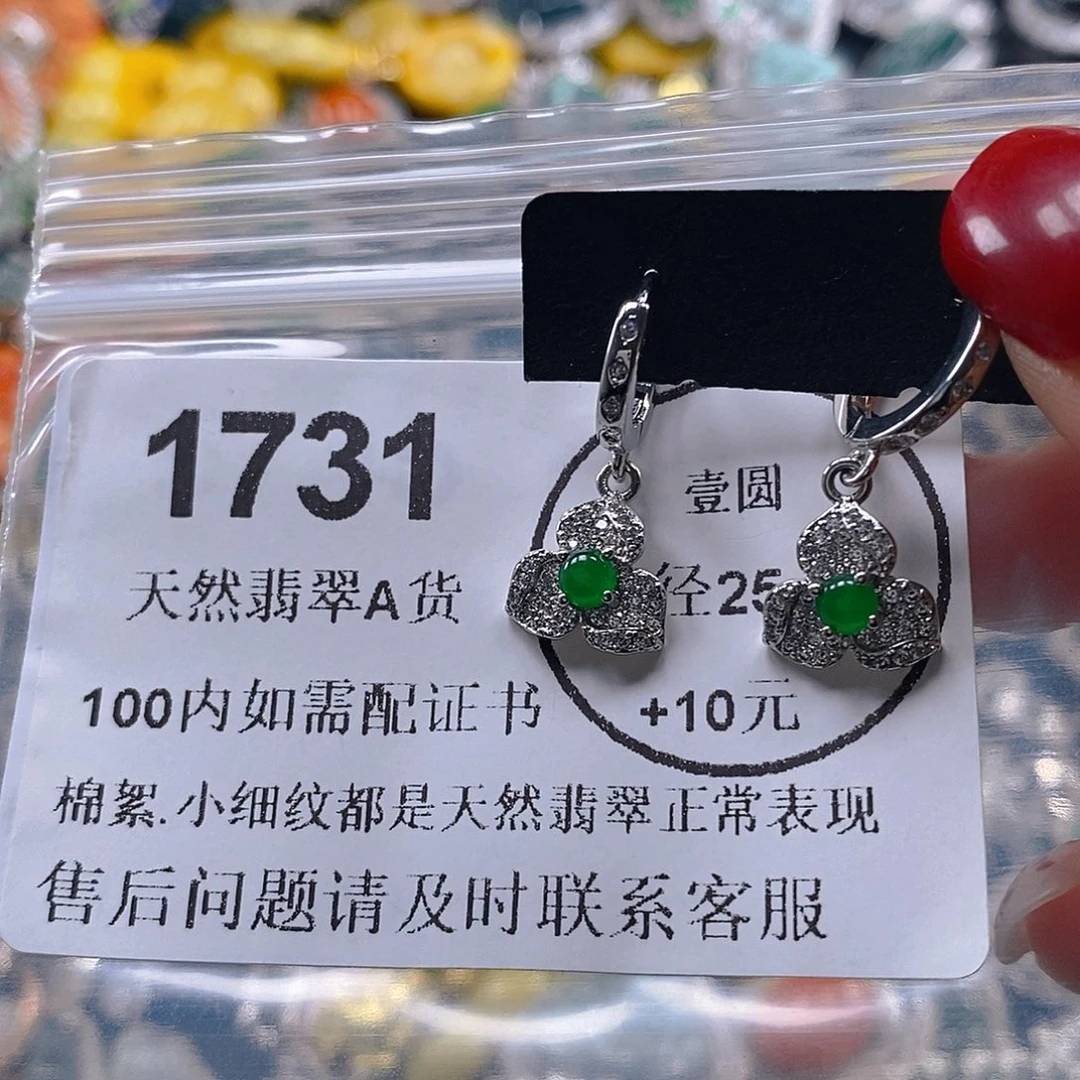 1731
壹圆
天然翡翠A货
径25
100内如需配证书 +10元
棉絮.小细纹都是天然翡翠正常表现
售后问题请及时联系客服